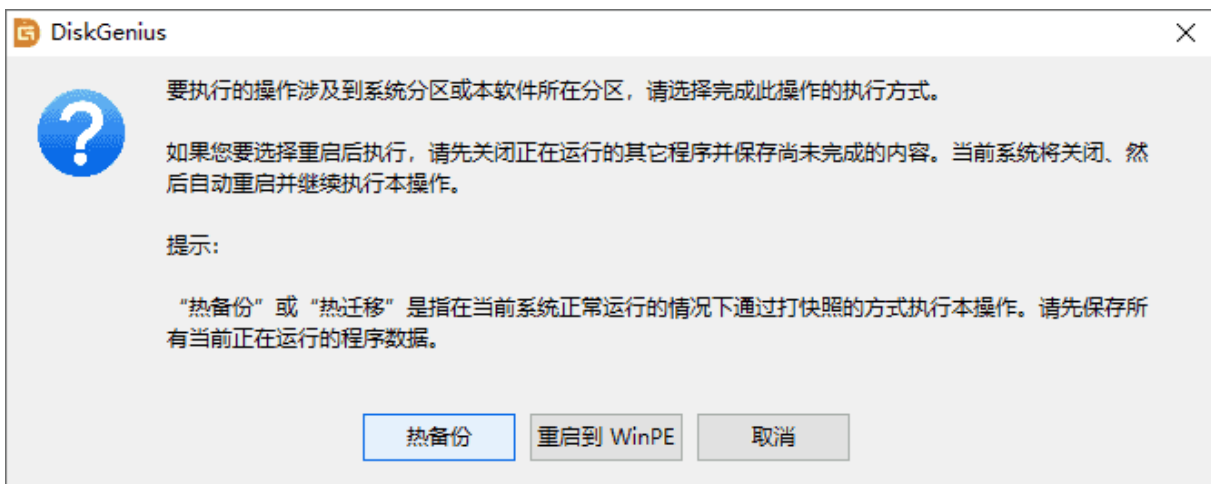 DiskGenius
要执行的操作涉及到系统分区或本软件所在分区，请选择完成此操作的执行方式。
如果您要选择重启后执行，请先关闭正在运行的其它程序并保存尚未完成的内容。当前系统将关闭、然
后自动重启并继续执行本操作。
提示：
“热备份”或“热迁移”是指在当前系统正常运行的情况下通过打快照的方式执行本操作。请先保存所
有当前正在运行的程序数据。
热备份
重启到 WinPE
取消